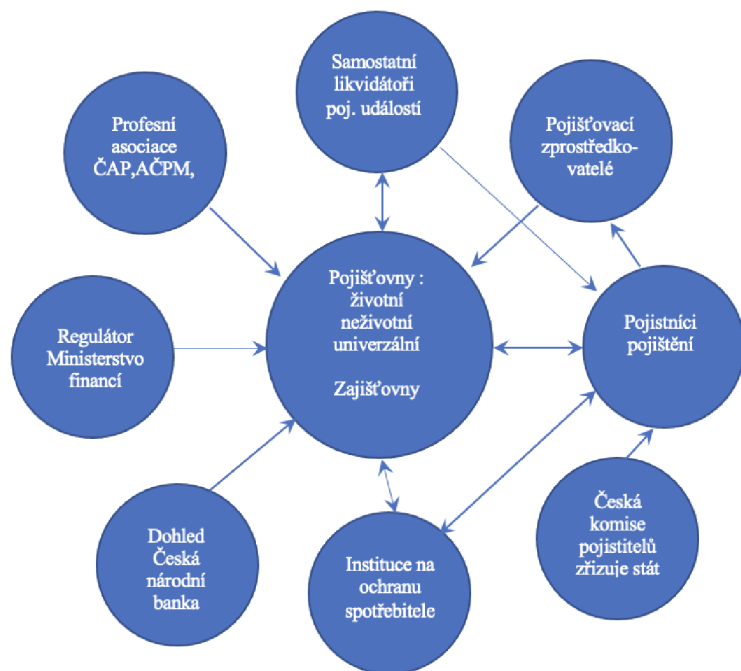 Samostatní
likvidátoři
poj. událostí
Profesní
asociace
ČAP,AČPM,
Pojišťovací
zprostředko-
vatelé
Pojišťovny :
životní
neživotní
univerzální
Zajišťovny
Regulátor
Ministerstvo
financí
Pojistníci
pojištění
Dohled
Česká
národní
banka
Instituce na
ochranu
spotřebitele
Česká
komise
pojistitelů
zřizuje stát